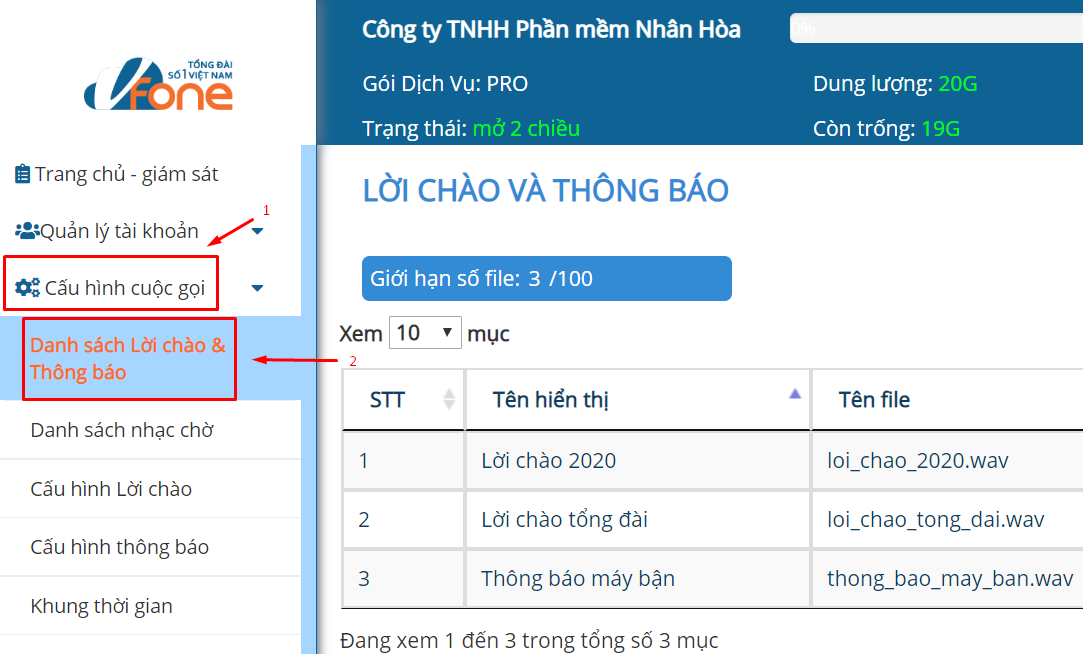 TỔNG ĐÀI
SỐ 1 VIỆT NAM
Vfone
Trang chủ - giám sát
1
Quản lý tài khoản
Cấu hình cuộc gọi
Danh sách Lời chào &
Thông báo
2
Danh sách nhạc chờ
Cấu hình Lời chào
Cấu hình thông báo
Khung thời gian
Công ty TNHH Phần mềm Nhân Hòa
0%
Gói Dịch Vụ: PRO
Dung lượng: 20G
Trạng thái: mở 2 chiều
Còn trống: 19G
LỜI CHÀO VÀ THÔNG BÁO
Giới hạn số file: 3 /100
Xem 10 mục
STT Tên hiển thị Tên file
1 Lời chào 2020 loi_chao_2020.wav
2 Lời chào tổng đài loi_chao_tong_dai.wav
3 Thông báo máy bận thong_bao_may_ban.wav
Đang xem 1 đến 3 trong tổng số 3 mục